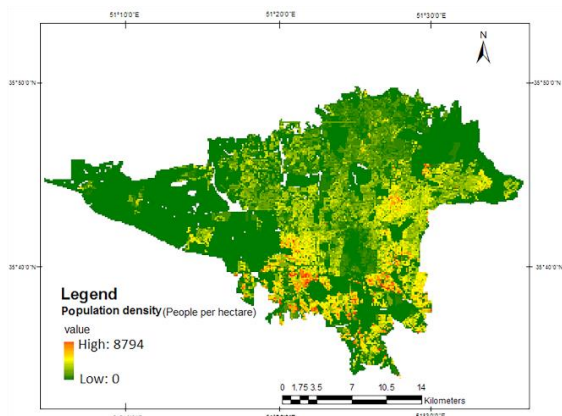 51°10'0"E 51°20'0"E 51°30'0"E
N
35°50'0"N 35°50'0"N
35°40'0"N 35°40'0"N
Legend
Population density (People per hectare)
value
High: 8794
Low: 0
0 1.75 3.5 7 10.5 14
Kilometers